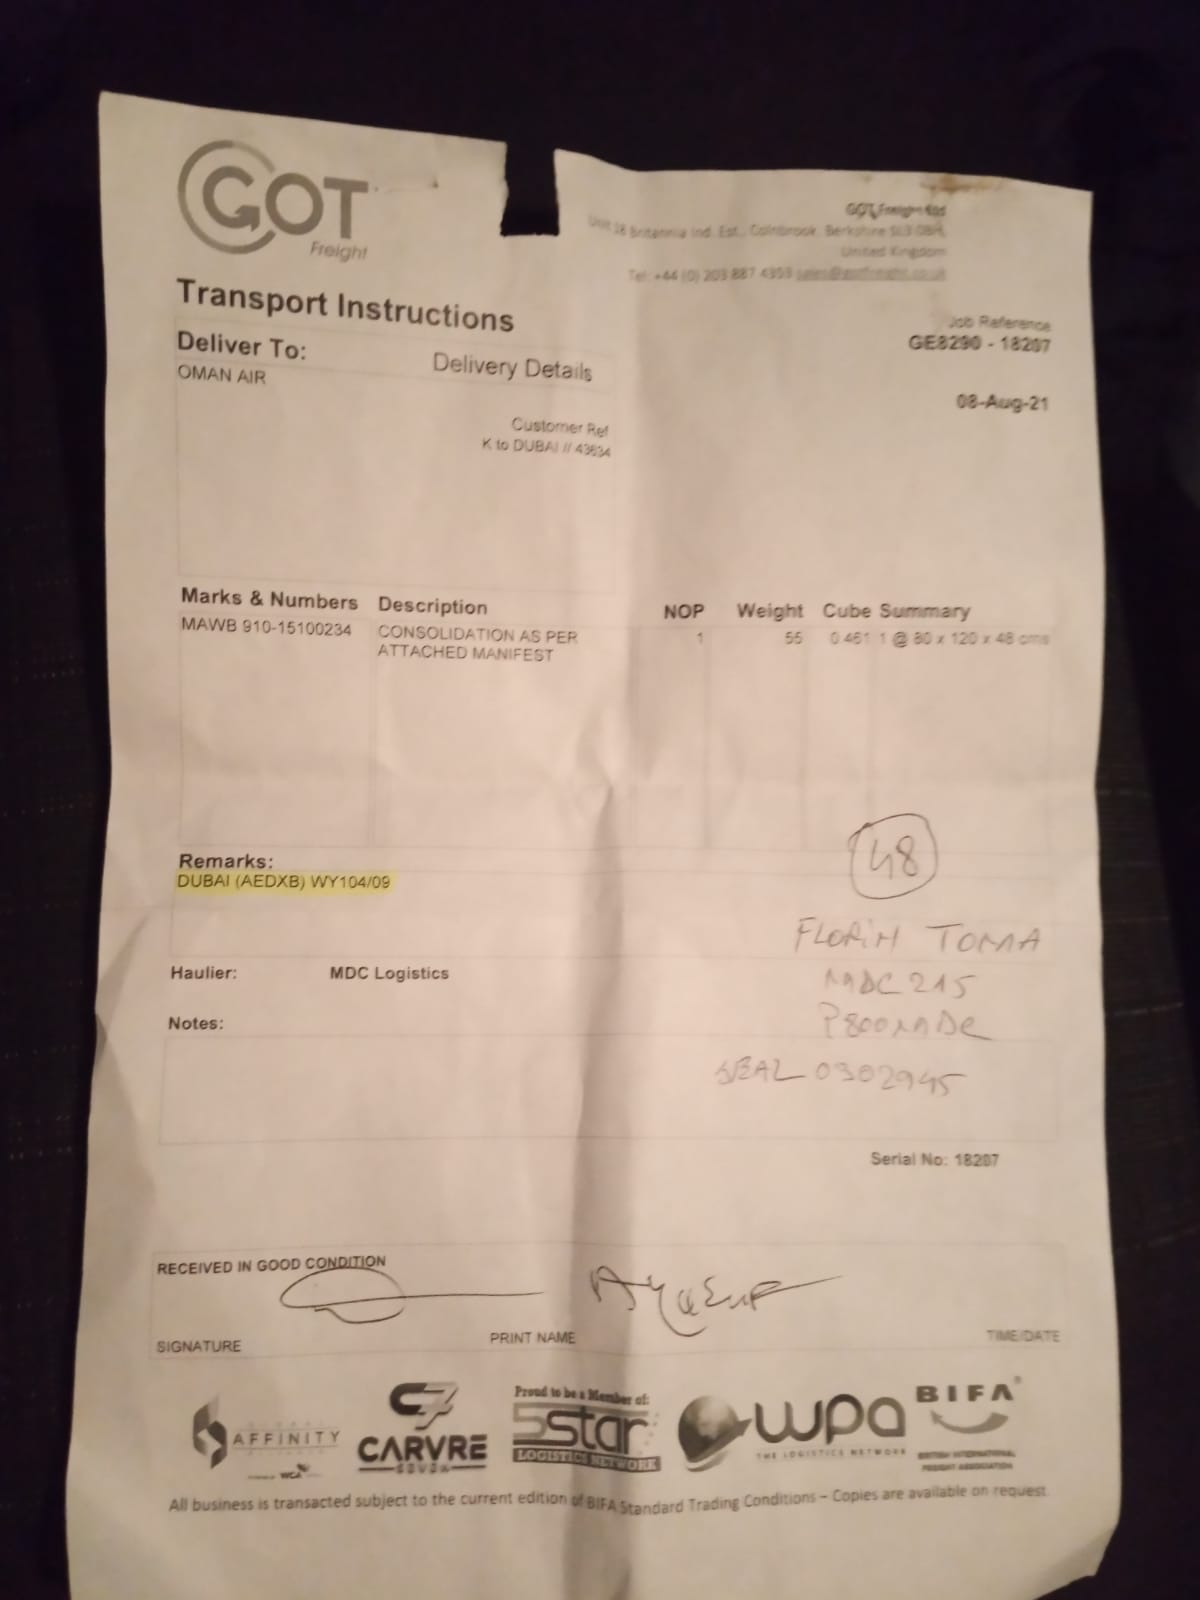 GOT
Freight
GOT Freight Ltd
Unit 18 Britannia Ind. Est., Colnbrook, Berkshire SL3 0BH,
United Kingdom
Tel: +44 (0) 203 887 4353 sales@gotfreight.co.uk
Transport Instructions
Job Reference
GE8290 - 18207
Deliver To:
Delivery Details
OMAN AIR
08-Aug-21
Customer Ref
K to DUBAI // 43634
Marks & Numbers Description NOP Weight Cube Summary
MAWB 910-15100234 CONSOLIDATION AS PER 1 55 0.461 1 @ 80 x 120 x 48 cms
ATTACHED MANIFEST
48
Remarks:
DUBAI (AEDXB) WY104/09
FLORIN TOMA
Haulier: MDC Logistics
MDC 215
P800MDC
Notes:
SEAL 0302945
Serial No: 18207
RECEIVED IN GOOD CONDITION
SIGNATURE PRINT NAME TIME/DATE
AFFINITY
WCA
C7
CARVRE
SEVEN
Proud to be a Member of:
5star
LOGISTICS NETWORK
wpa
THE LOGISTICS NETWORK
BIFA
BRITISH INTERNATIONAL
FREIGHT ASSOCIATION
All business is transacted subject to the current edition of BIFA Standard Trading Conditions – Copies are available on request.